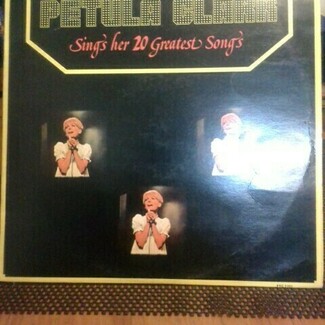 PETULA CLARK
Sings her 20 Greatest Songs